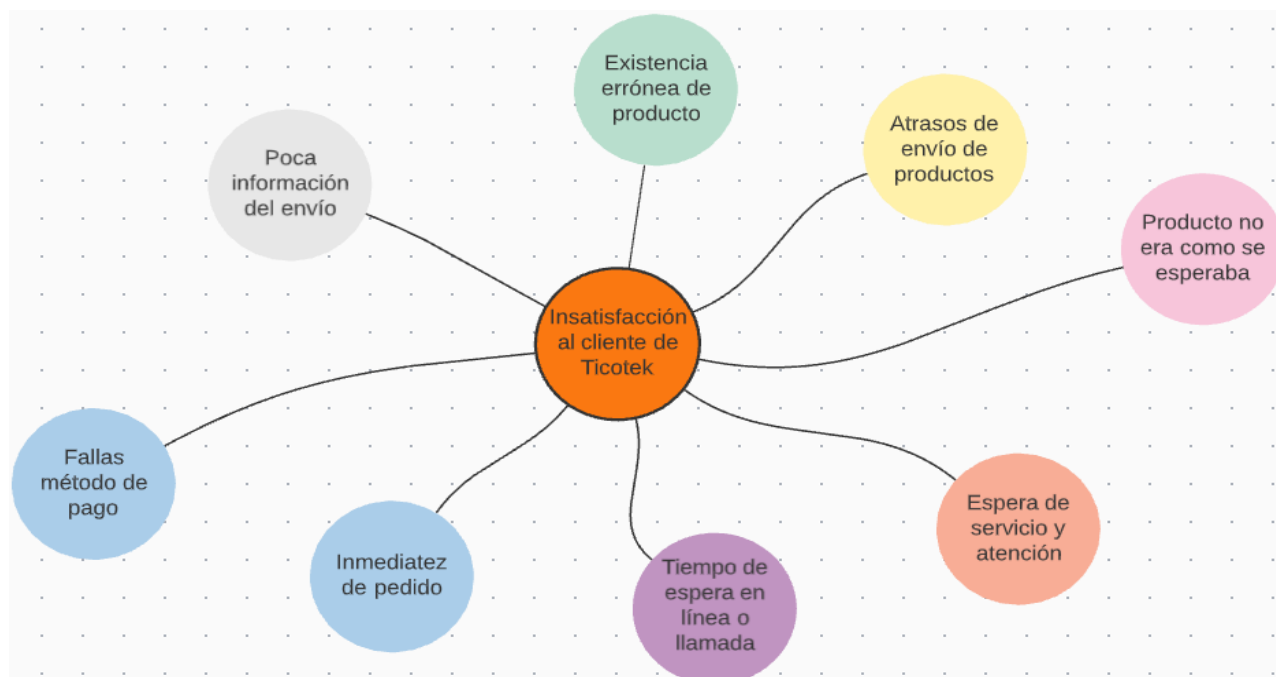 Existencia
errónea de
producto
Atrasos de
envío de
productos
Poca
información
del envío
Producto no
era como se
esperaba
Insatisfacción
al cliente de
Ticotek
Fallas
método de
pago
Inmediatez
de pedido
Tiempo de
espera en
línea o
llamada
Espera de
servicio y
atención